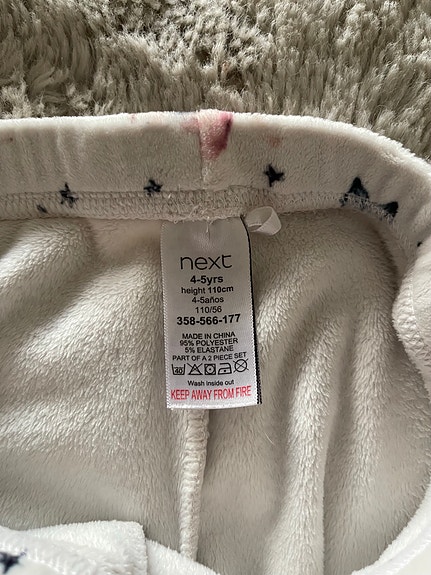 next
4-5yrs
height 110cm
4-5años
110/56
358-566-177
MADE IN CHINA
95% POLYESTER
5% ELASTANE
PART OF A 2 PIECE SET
40
Wash inside out
KEEP AWAY FROM FIRE